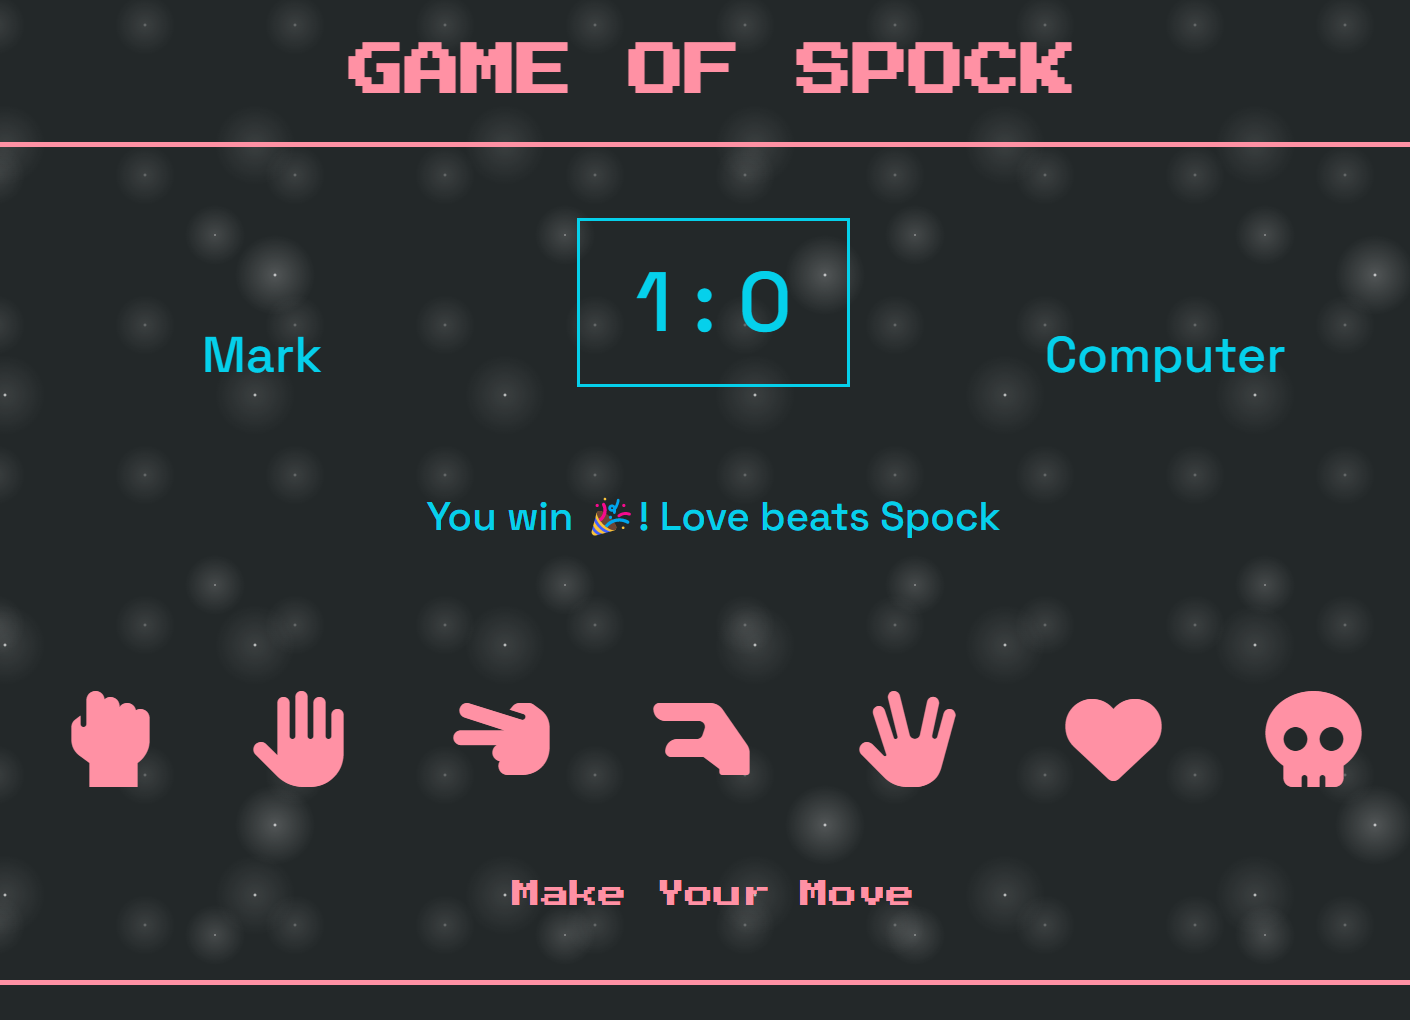 GAME OF SPOCK
1:0
Mark
Computer
You win 🎉! Love beats Spock
Make Your Move